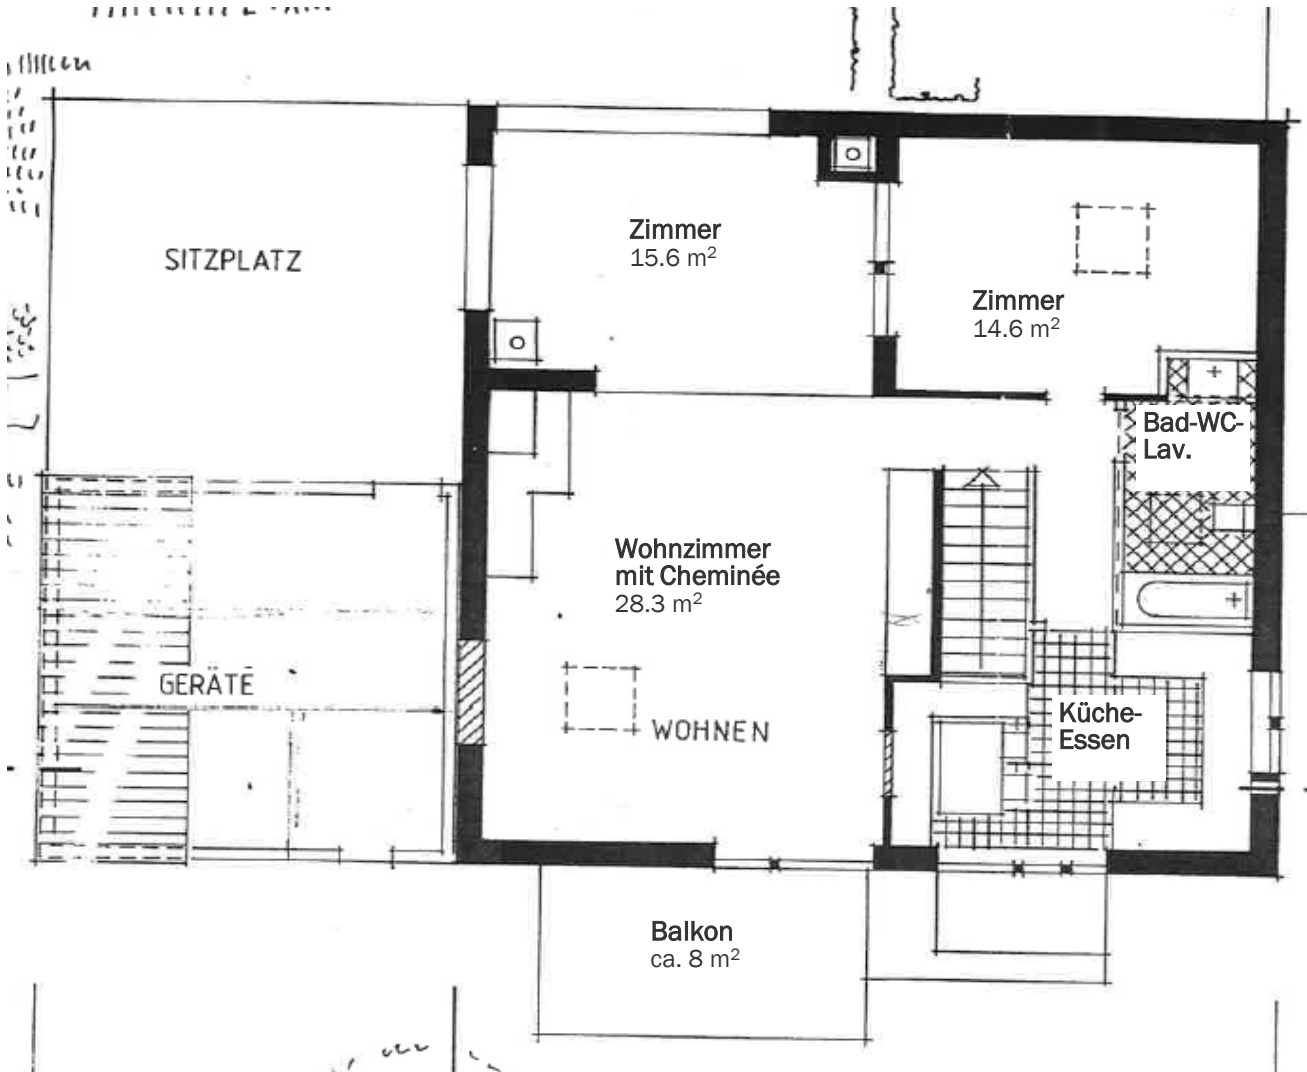 SITZPLATZ
Zimmer
15.6 m²
Zimmer
14.6 m²
Bad-WC-
Lav.
Wohnzimmer
mit Cheminée
28.3 m²
GERÄTE
WOHNEN
Küche-
Essen
Balkon
ca. 8 m²